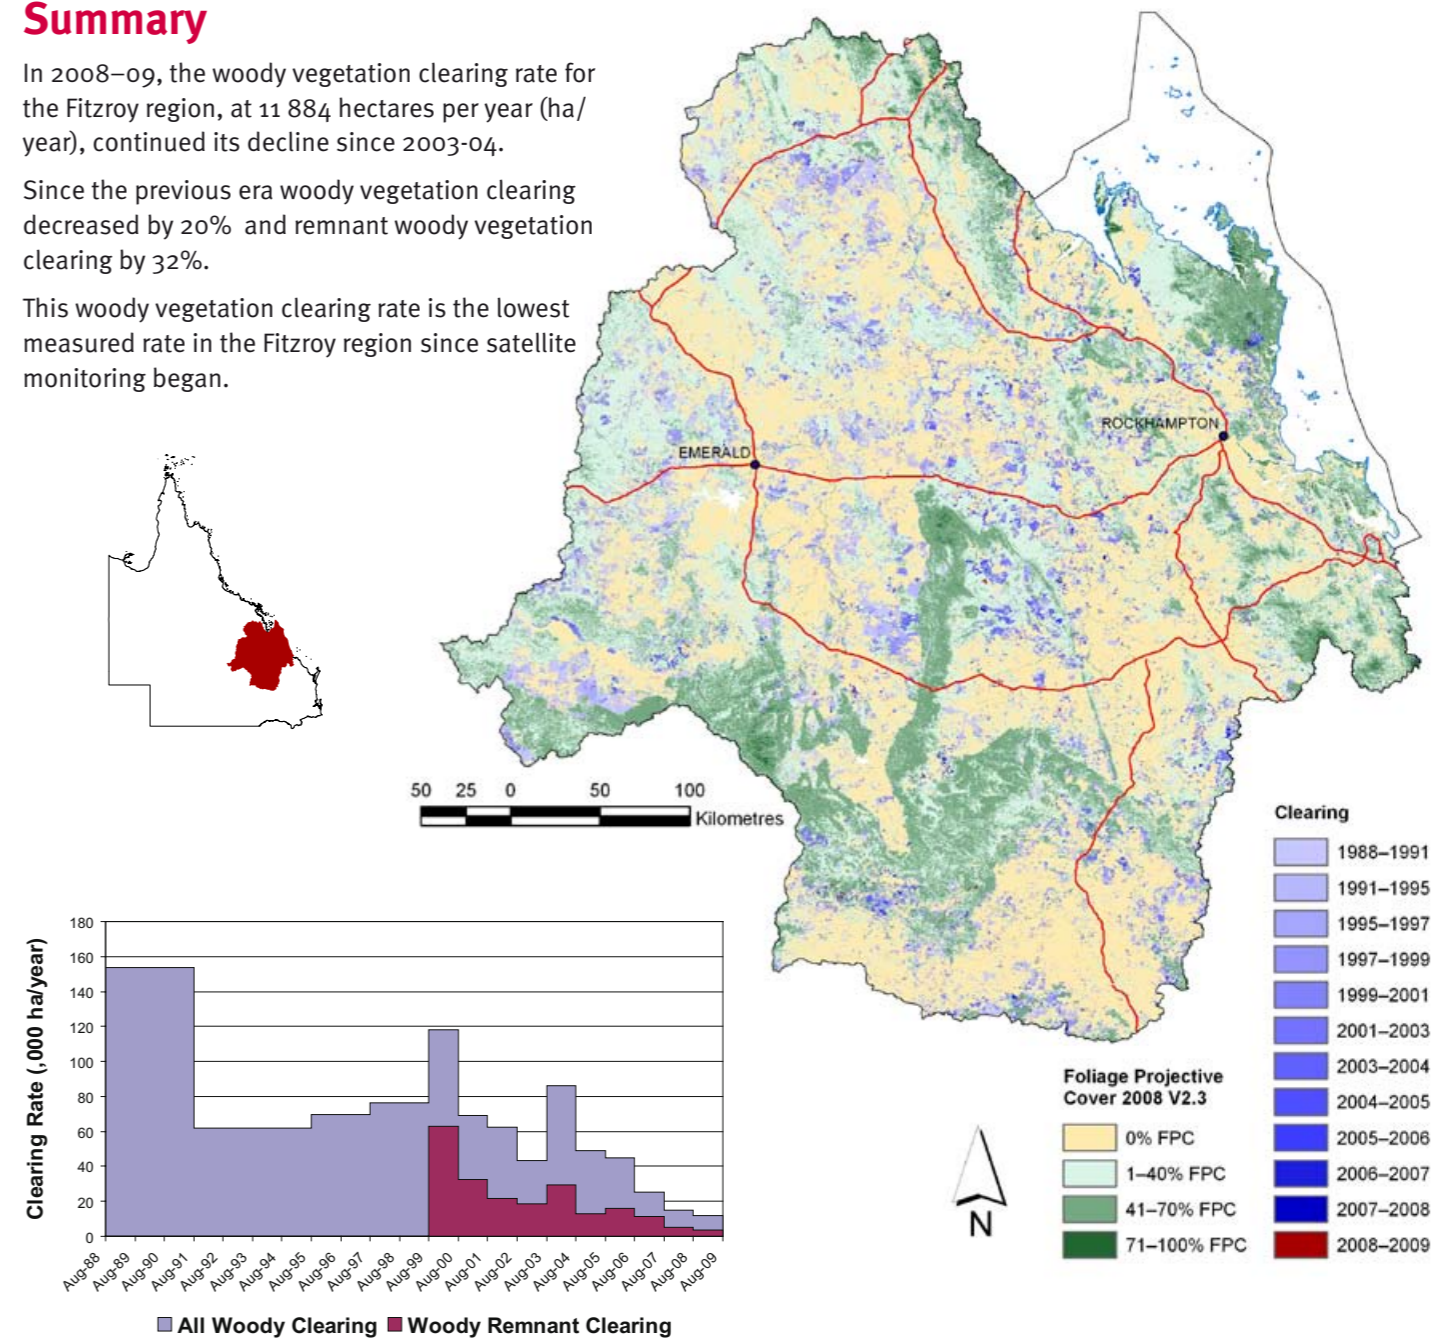 Summary
In 2008–09, the woody vegetation clearing rate for
the Fitzroy region, at 11 884 hectares per year (ha/
year), continued its decline since 2003-04.
Since the previous era woody vegetation clearing
decreased by 20% and remnant woody vegetation
clearing by 32%.
This woody vegetation clearing rate is the lowest
measured rate in the Fitzroy region since satellite
monitoring began.
ROCKHAMPTON
EMERALD
50 25 0 50 100
Kilometres
Clearing
1988–1991
1991–1995
1995–1997
1997–1999
1999–2001
2001–2003
2003–2004
2004–2005
2005–2006
2006–2007
2007–2008
2008–2009
Foliage Projective
Cover 2008 V2.3
0% FPC
1–40% FPC
41–70% FPC
71–100% FPC
N
Clearing Rate (,000 ha/year)
180
160
140
120
100
80
60
40
20
0
Aug-88
Aug-89
Aug-90
Aug-91
Aug-92
Aug-93
Aug-94
Aug-95
Aug-96
Aug-97
Aug-98
Aug-99
Aug-00
Aug-01
Aug-02
Aug-03
Aug-04
Aug-05
Aug-06
Aug-07
Aug-08
Aug-09
All Woody Clearing
Woody Remnant Clearing